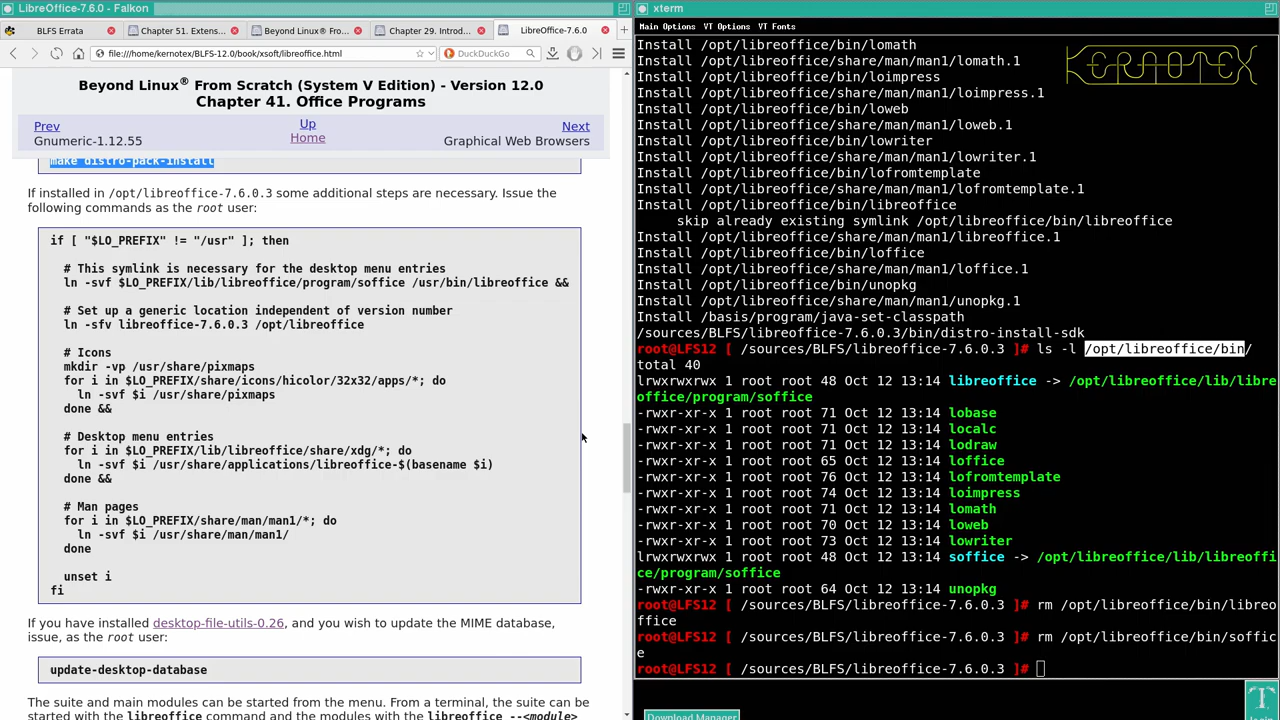 LibreOffice-7.6.0 - Falkon
BLFS Errata
Chapter 51. Exten...
Beyond Linux® Fro...
Chapter 29. Introd...
LibreOffice-7.6.0
file:///home/kernotex/BLFS-12.0/book/xsoft/libreoffice.html
DuckDuckGo
Beyond Linux® From Scratch (System V Edition) - Version 12.0
Chapter 41. Office Programs
Prev
Up
Next
Gnumeric-1.12.55
Home
Graphical Web Browsers
make distro-pack-install
If installed in /opt/libreoffice-7.6.0.3 some additional steps are necessary. Issue the
following commands as the root user:
if [ "$LO_PREFIX" != "/usr" ]; then
# This symlink is necessary for the desktop menu entries
ln -svf $LO_PREFIX/lib/libreoffice/program/soffice /usr/bin/libreoffice &&
# Set up a generic location independent of version number
ln -sfv libreoffice-7.6.0.3 /opt/libreoffice
# Icons
mkdir -vp /usr/share/pixmaps
for i in $LO_PREFIX/share/icons/hicolor/32x32/apps/*; do
ln -svf $i /usr/share/pixmaps
done &&
# Desktop menu entries
for i in $LO_PREFIX/lib/libreoffice/share/xdg/*; do
ln -svf $i /usr/share/applications/libreoffice-$(basename $i)
done &&
# Man pages
for i in $LO_PREFIX/share/man/man1/*; do
ln -svf $i /usr/share/man/man1/
done
unset i
fi
If you have installed desktop-file-utils-0.26, and you wish to update the MIME database,
issue, as the root user:
update-desktop-database
The suite and main modules can be started from the menu. From a terminal, the suite can be
started with the libreoffice command and the modules with the libreoffice --<module>
xterm
Main Options VT Options VT Fonts
KERNOTEX
Install /opt/libreoffice/bin/lomath
Install /opt/libreoffice/share/man/man1/lomath.1
Install /opt/libreoffice/bin/loimpress
Install /opt/libreoffice/share/man/man1/loimpress.1
Install /opt/libreoffice/bin/loweb
Install /opt/libreoffice/share/man/man1/loweb.1
Install /opt/libreoffice/bin/lowriter
Install /opt/libreoffice/share/man/man1/lowriter.1
Install /opt/libreoffice/bin/lofromtemplate
Install /opt/libreoffice/share/man/man1/lofromtemplate.1
Install /opt/libreoffice/bin/libreoffice
skip already existing symlink /opt/libreoffice/bin/libreoffice
Install /opt/libreoffice/share/man/man1/libreoffice.1
Install /opt/libreoffice/bin/loffice
Install /opt/libreoffice/share/man/man1/loffice.1
Install /opt/libreoffice/bin/unopkg
Install /opt/libreoffice/share/man/man1/unopkg.1
Install /basis/program/java-set-classpath
/sources/BLFS/libreoffice-7.6.0.3/bin/distro-install-sdk
root@LFS12 [ /sources/BLFS/libreoffice-7.6.0.3 ]# ls -l /opt/libreoffice/bin/
total 40
lrwxrwxrwx 1 root root 48 Oct 12 13:14 libreoffice -> /opt/libreoffice/lib/libre
office/program/soffice
-rwxr-xr-x 1 root root 71 Oct 12 13:14 lobase
-rwxr-xr-x 1 root root 71 Oct 12 13:14 localc
-rwxr-xr-x 1 root root 71 Oct 12 13:14 lodraw
-rwxr-xr-x 1 root root 65 Oct 12 13:14 loffice
-rwxr-xr-x 1 root root 76 Oct 12 13:14 lofromtemplate
-rwxr-xr-x 1 root root 74 Oct 12 13:14 loimpress
-rwxr-xr-x 1 root root 71 Oct 12 13:14 lomath
-rwxr-xr-x 1 root root 70 Oct 12 13:14 loweb
-rwxr-xr-x 1 root root 73 Oct 12 13:14 lowriter
lrwxrwxrwx 1 root root 48 Oct 12 13:14 soffice -> /opt/libreoffice/lib/libreoffi
ce/program/soffice
-rwxr-xr-x 1 root root 64 Oct 12 13:14 unopkg
root@LFS12 [ /sources/BLFS/libreoffice-7.6.0.3 ]# rm /opt/libreoffice/bin/libreo
ffice
root@LFS12 [ /sources/BLFS/libreoffice-7.6.0.3 ]# rm /opt/libreoffice/bin/soffic
e
root@LFS12 [ /sources/BLFS/libreoffice-7.6.0.3 ]#
Download Manager